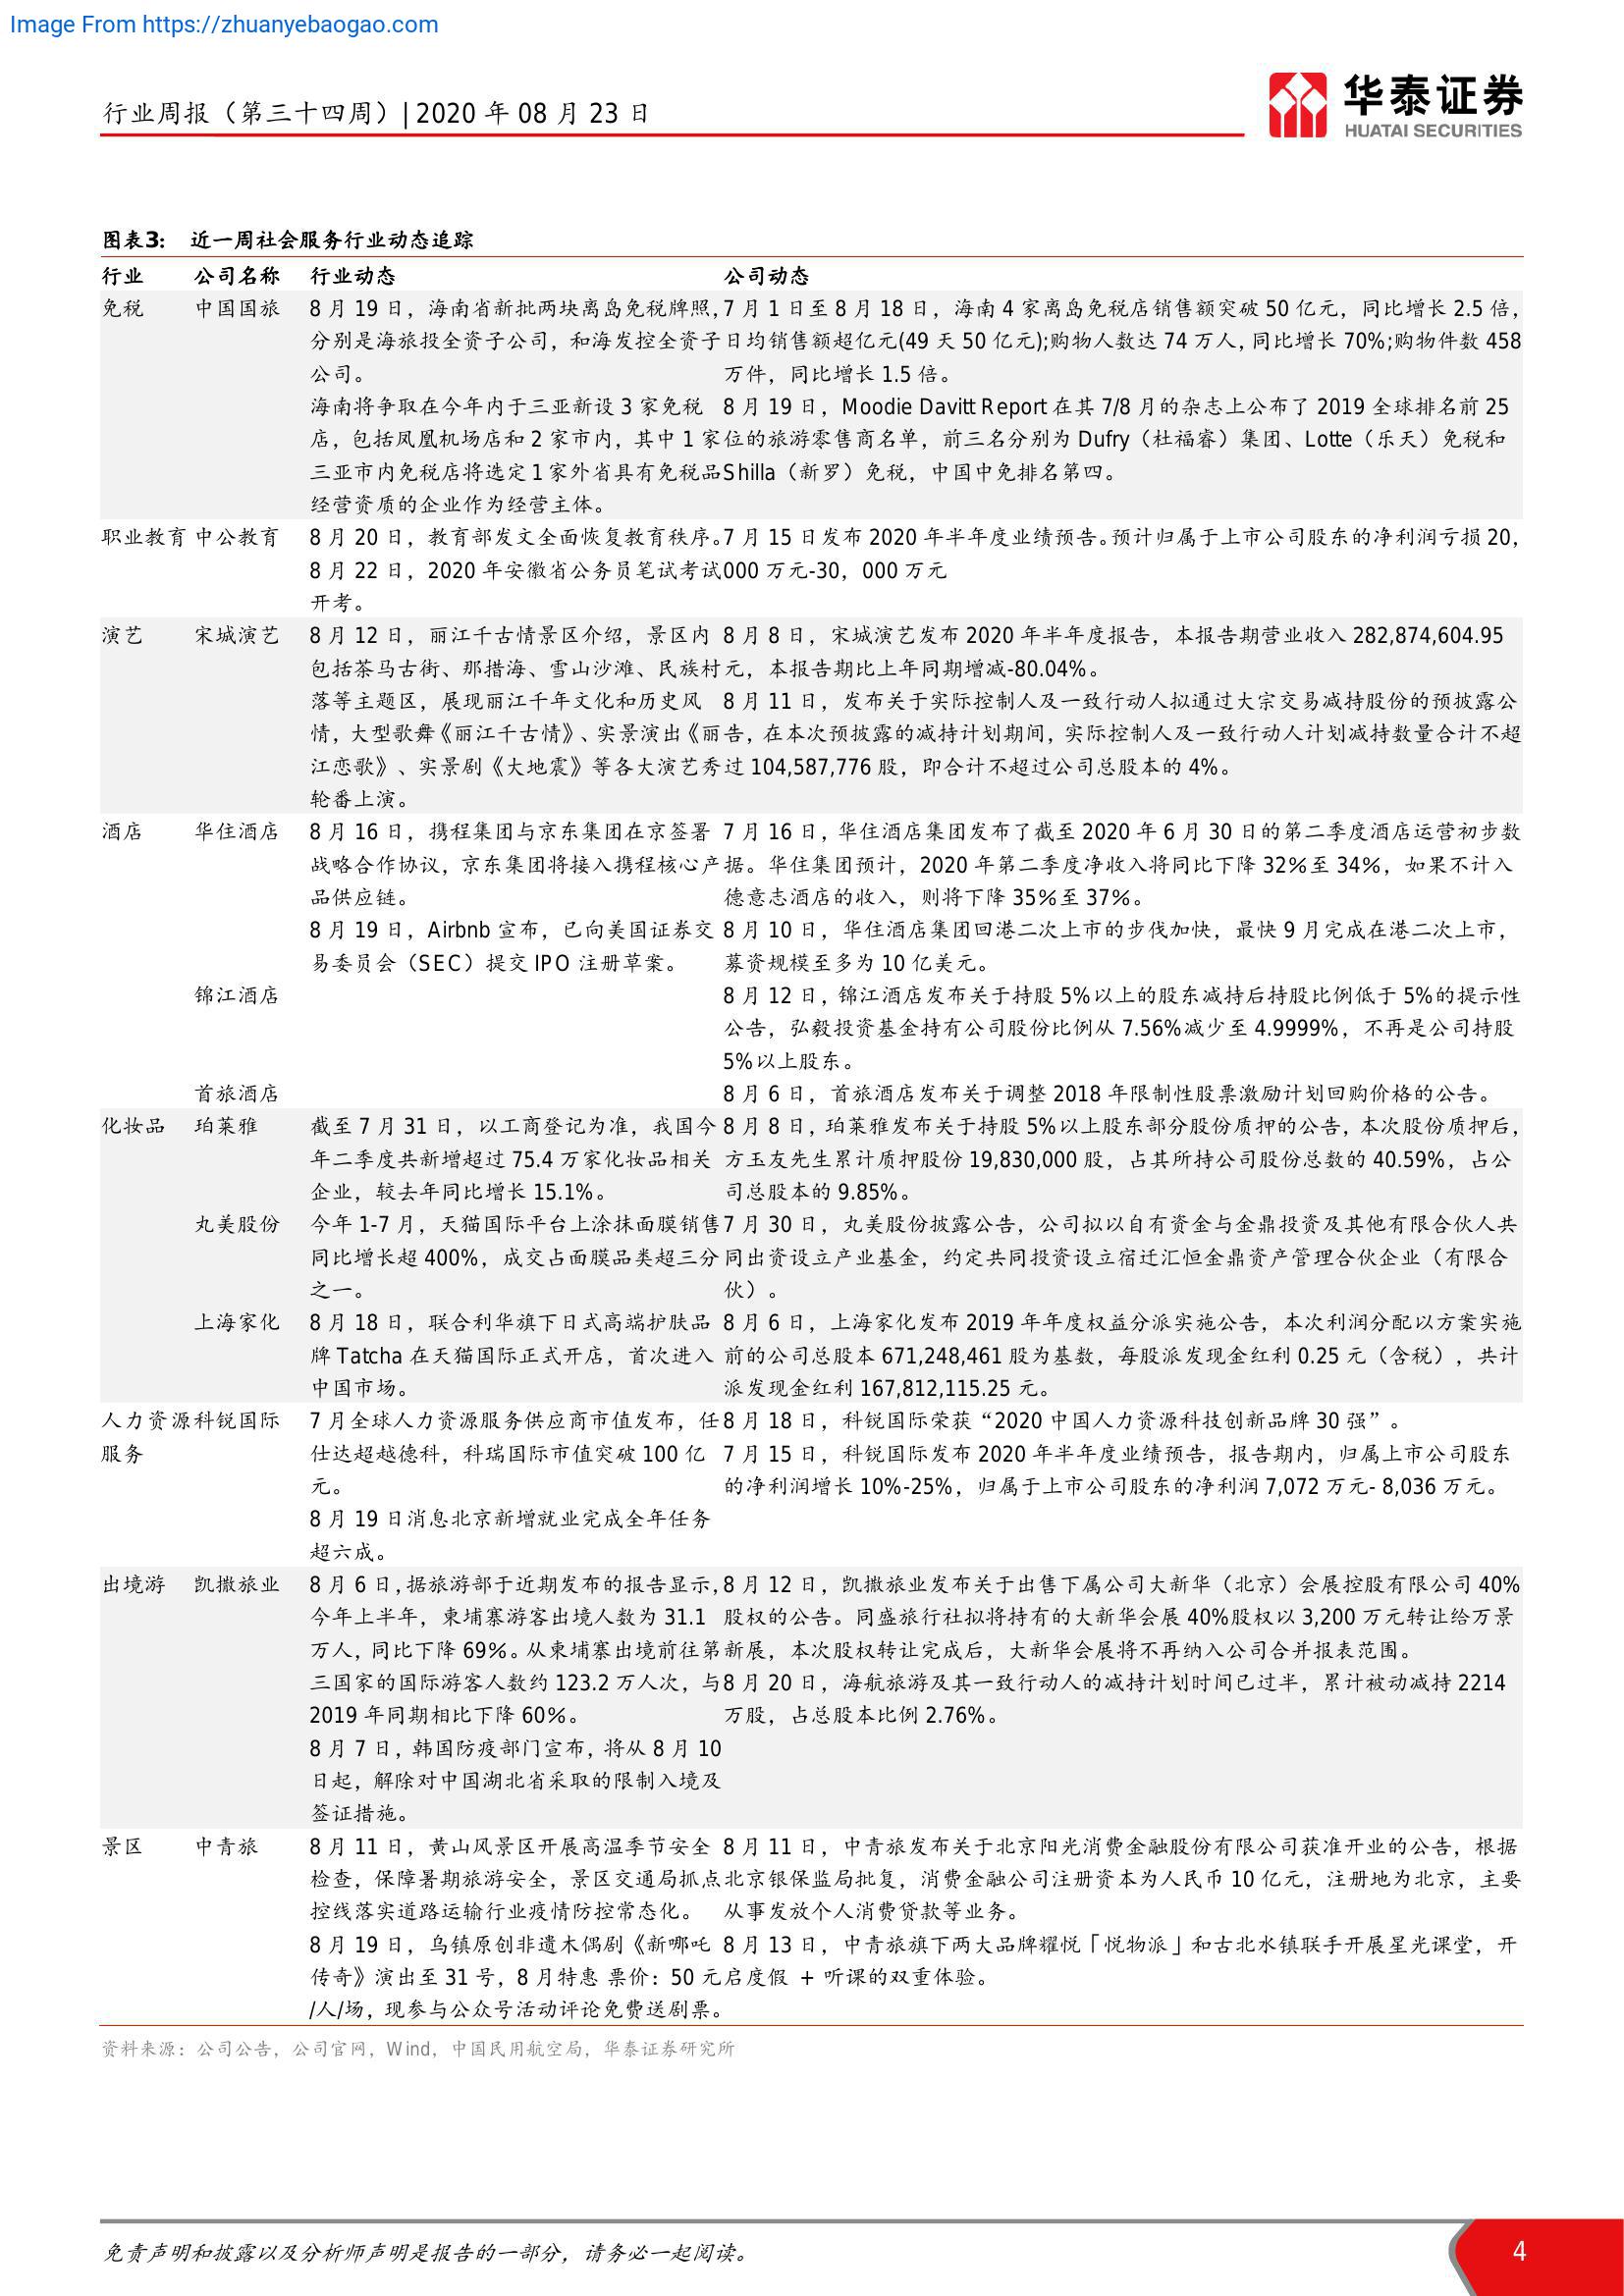 Image From https://zhuanyebaogao.com
行业周报（第三十四周）| 2020 年 08 月 23 日
华泰证券
HUATAI SECURITIES
图表3： 近一周社会服务行业动态追踪
行业 公司名称 行业动态 公司动态
免税 中国国旅 8 月 19 日，海南省新批两块离岛免税牌照， 7 月 1 日至 8 月 18 日，海南 4 家离岛免税店销售额突破 50 亿元，同比增长 2.5 倍，
分别是海旅投全资子公司，和海发控全资子 日均销售额超亿元(49 天 50 亿元);购物人数达 74 万人，同比增长 70%;购物件数 458
公司。 万件，同比增长 1.5 倍。
海南将争取在今年内于三亚新设 3 家免税 8 月 19 日，Moodie Davitt Report 在其 7/8 月的杂志上公布了 2019 全球排名前 25
店，包括凤凰机场店和 2 家市内，其中 1 家 位的旅游零售商名单，前三名分别为 Dufry（杜福睿）集团、Lotte（乐天）免税和
三亚市内免税店将选定 1 家外省具有免税品 Shilla（新罗）免税，中国中免排名第四。
经营资质的企业作为经营主体。
职业教育 中公教育 8 月 20 日，教育部发文全面恢复教育秩序。 7 月 15 日发布 2020 年半年度业绩预告。预计归属于上市公司股东的净利润亏损 20，
8 月 22 日，2020 年安徽省公务员笔试考试 000 万元-30，000 万元
开考。
演艺 宋城演艺 8 月 12 日，丽江千古情景区介绍，景区内 8 月 8 日，宋城演艺发布 2020 年半年度报告，本报告期营业收入 282,874,604.95
包括茶马古街、那措海、雪山沙滩、民族村 元，本报告期比上年同期增减-80.04%。
落等主题区，展现丽江千年文化和历史风 8 月 11 日，发布关于实际控制人及一致行动人拟通过大宗交易减持股份的预披露公
情，大型歌舞《丽江千古情》、实景演出《丽 告，在本次预披露的减持计划期间，实际控制人及一致行动人计划减持数量合计不超
江恋歌》、实景剧《大地震》等各大演艺秀 过 104,587,776 股，即合计不超过公司总股本的 4%。
轮番上演。
酒店 华住酒店 8 月 16 日，携程集团与京东集团在京签署 7 月 16 日，华住酒店集团发布了截至 2020 年 6 月 30 日的第二季度酒店运营初步数
战略合作协议，京东集团将接入携程核心产 据。华住集团预计，2020 年第二季度净收入将同比下降 32%至 34%，如果不计入
品供应链。 德意志酒店的收入，则将下降 35%至 37%。
8 月 19 日，Airbnb 宣布，已向美国证券交 8 月 10 日，华住酒店集团回港二次上市的步伐加快，最快 9 月完成在港二次上市，
易委员会（SEC）提交 IPO 注册草案。 募资规模至多为 10 亿美元。
锦江酒店 8 月 12 日，锦江酒店发布关于持股 5%以上的股东减持后持股比例低于 5%的提示性
公告，弘毅投资基金持有公司股份比例从 7.56%减少至 4.9999%，不再是公司持股
5%以上股东。
首旅酒店 8 月 6 日，首旅酒店发布关于调整 2018 年限制性股票激励计划回购价格的公告。
化妆品 珀莱雅 截至 7 月 31 日，以工商登记为准，我国今 8 月 8 日，珀莱雅发布关于持股 5%以上股东部分股份质押的公告，本次股份质押后，
年二季度共新增超过 75.4 万家化妆品相关 方玉友先生累计质押股份 19,830,000 股，占其所持公司股份总数的 40.59%，占公
企业，较去年同比增长 15.1%。 司总股本的 9.85%。
丸美股份 今年 1-7 月，天猫国际平台上涂抹面膜销售 7 月 30 日，丸美股份披露公告，公司拟以自有资金与金鼎投资及其他有限合伙人共
同比增长超 400%，成交占面膜品类超三分 同出资设立产业基金，约定共同投资设立宿迁汇恒金鼎资产管理合伙企业（有限合
之一。 伙）。
上海家化 8 月 18 日，联合利华旗下日式高端护肤品 8 月 6 日，上海家化发布 2019 年年度权益分派实施公告，本次利润分配以方案实施
牌 Tatcha 在天猫国际正式开店，首次进入 前的公司总股本 671,248,461 股为基数，每股派发现金红利 0.25 元（含税），共计
中国市场。 派发现金红利 167,812,115.25 元。
人力资源 科锐国际 7 月全球人力资源服务供应商市值发布，任 8 月 18 日，科锐国际荣获“2020 中国人力资源科技创新品牌 30 强”。
服务 仕达超越德科，科瑞国际市值突破 100 亿 7 月 15 日，科锐国际发布 2020 年半年度业绩预告，报告期内，归属上市公司股东
元。 的净利润增长 10%-25%，归属于上市公司股东的净利润 7,072 万元- 8,036 万元。
8 月 19 日消息北京新增就业完成全年任务
超六成。
出境游 凯撒旅业 8 月 6 日，据旅游部于近期发布的报告显示， 8 月 12 日，凯撒旅业发布关于出售下属公司大新华（北京）会展控股有限公司 40%
今年上半年，柬埔寨游客出境人数为 31.1 股权的公告。同盛旅行社拟将持有的大新华会展 40%股权以 3,200 万元转让给万景
万人，同比下降 69%。从柬埔寨出境前往第 新展，本次股权转让完成后，大新华会展将不再纳入公司合并报表范围。
三国家的国际游客人数约 123.2 万人次，与 8 月 20 日，海航旅游及其一致行动人的减持计划时间已过半，累计被动减持 2214
2019 年同期相比下降 60%。 万股，占总股本比例 2.76%。
8 月 7 日，韩国防疫部门宣布，将从 8 月 10
日起，解除对中国湖北省采取的限制入境及
签证措施。
景区 中青旅 8 月 11 日，黄山风景区开展高温季节安全 8 月 11 日，中青旅发布关于北京阳光消费金融股份有限公司获准开业的公告，根据
检查，保障暑期旅游安全，景区交通局抓点 北京银保监局批复，消费金融公司注册资本为人民币 10 亿元，注册地为北京，主要
控线落实道路运输行业疫情防控常态化。 从事发放个人消费贷款等业务。
8 月 19 日，乌镇原创非遗木偶剧《新哪吒 8 月 13 日，中青旅旗下两大品牌耀悦「悦物派」和古北水镇联手开展星光课堂，开
传奇》演出至 31 号，8 月特惠 票价：50 元 启度假 + 听课的双重体验。
/人/场，现参与公众号活动评论免费送剧票。
资料来源：公司公告，公司官网，Wind，中国民用航空局，华泰证券研究所
免责声明和披露以及分析师声明是报告的一部分，请务必一起阅读。
4